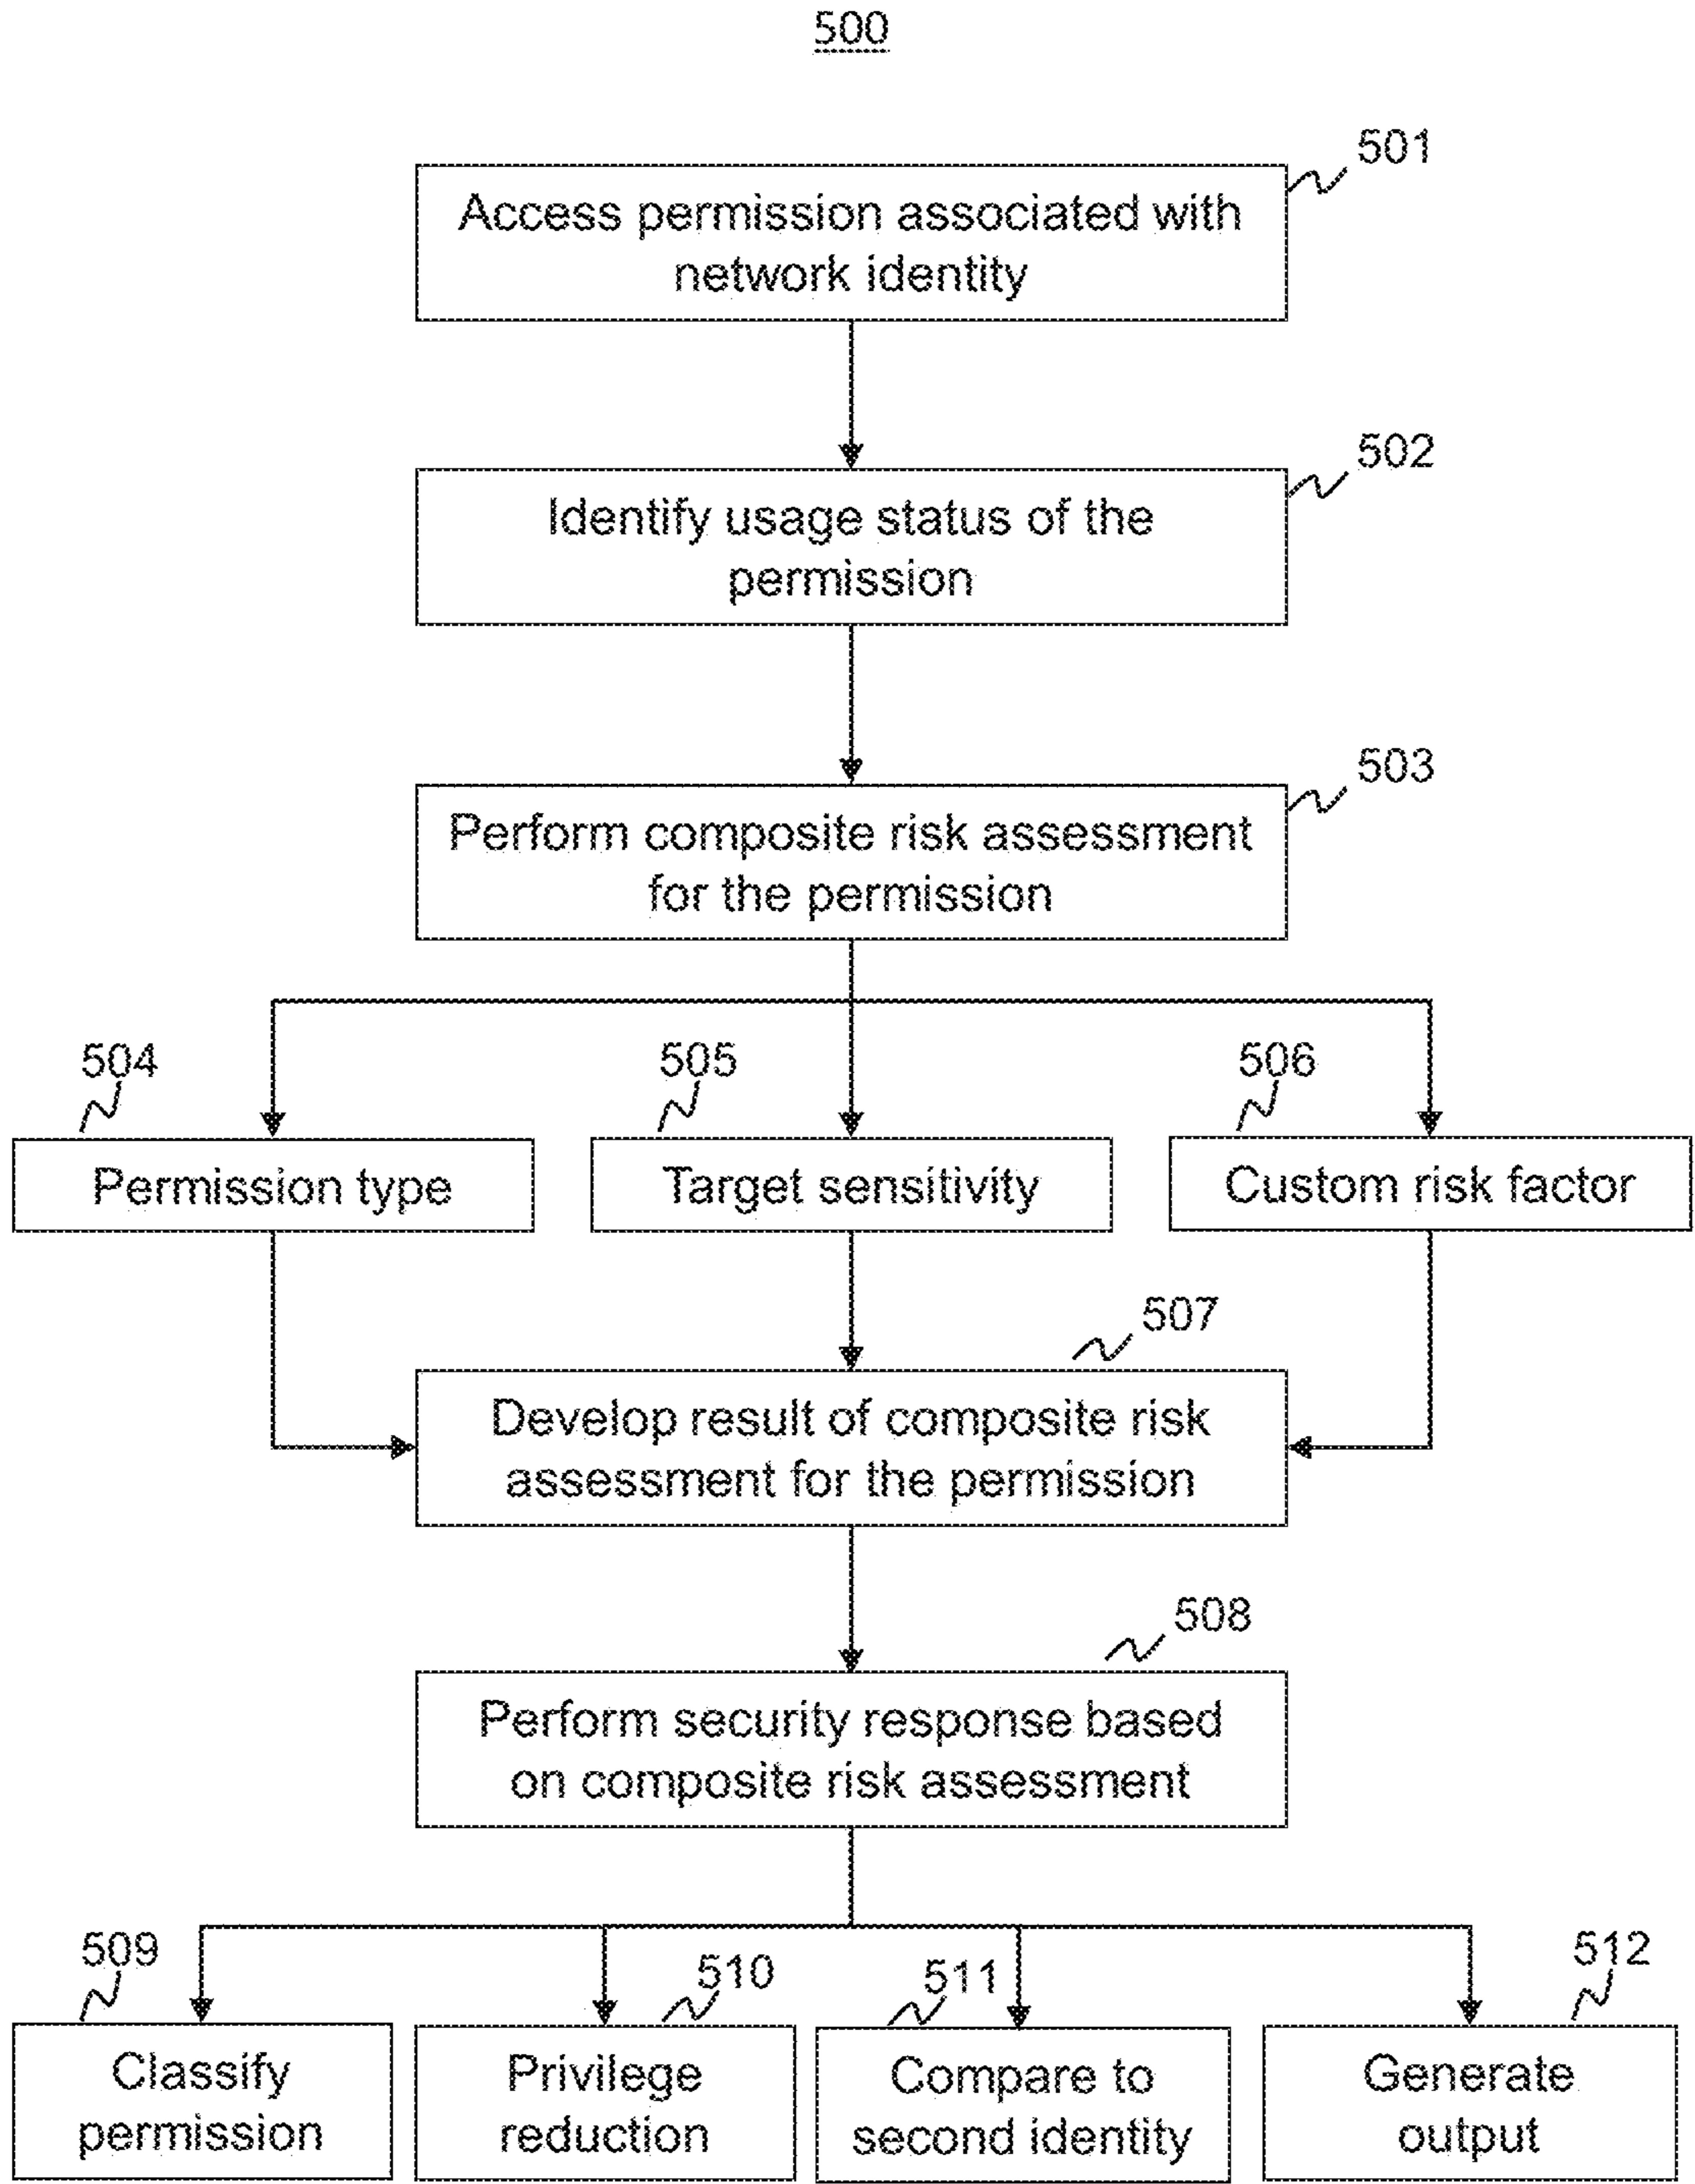 500
501
Access permission associated with
network identity
502
Identify usage status of the
permission
503
Perform composite risk assessment
for the permission
504
505
506
Permission type
Target sensitivity
Custom risk factor
507
Develop result of composite risk
assessment for the permission
508
Perform security response based
on composite risk assessment
509
510
511
512
Classify
permission
Privilege
reduction
Compare to
second identity
Generate
output